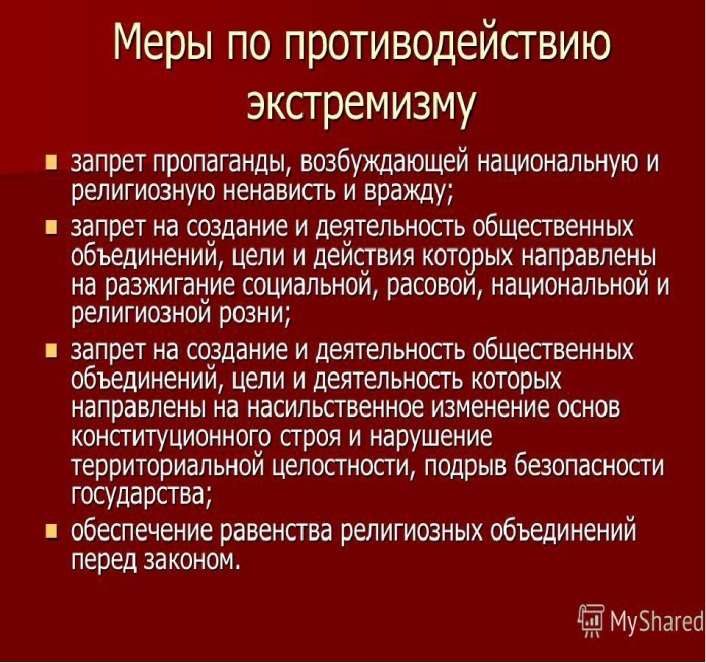 Меры по противодействию
экстремизму
запрет пропаганды, возбуждающей национальную и
религиозную ненависть и вражду;
запрет на создание и деятельность общественных
объединений, цели и действия которых направлены
на разжигание социальной, расовой, национальной и
религиозной розни;
запрет на создание и деятельность общественных
объединений, цели и деятельность которых
направлены на насильственное изменение основ
конституционного строя и нарушение
территориальной целостности, подрыв безопасности
государства;
обеспечение равенства религиозных объединений
перед законом.
MyShared